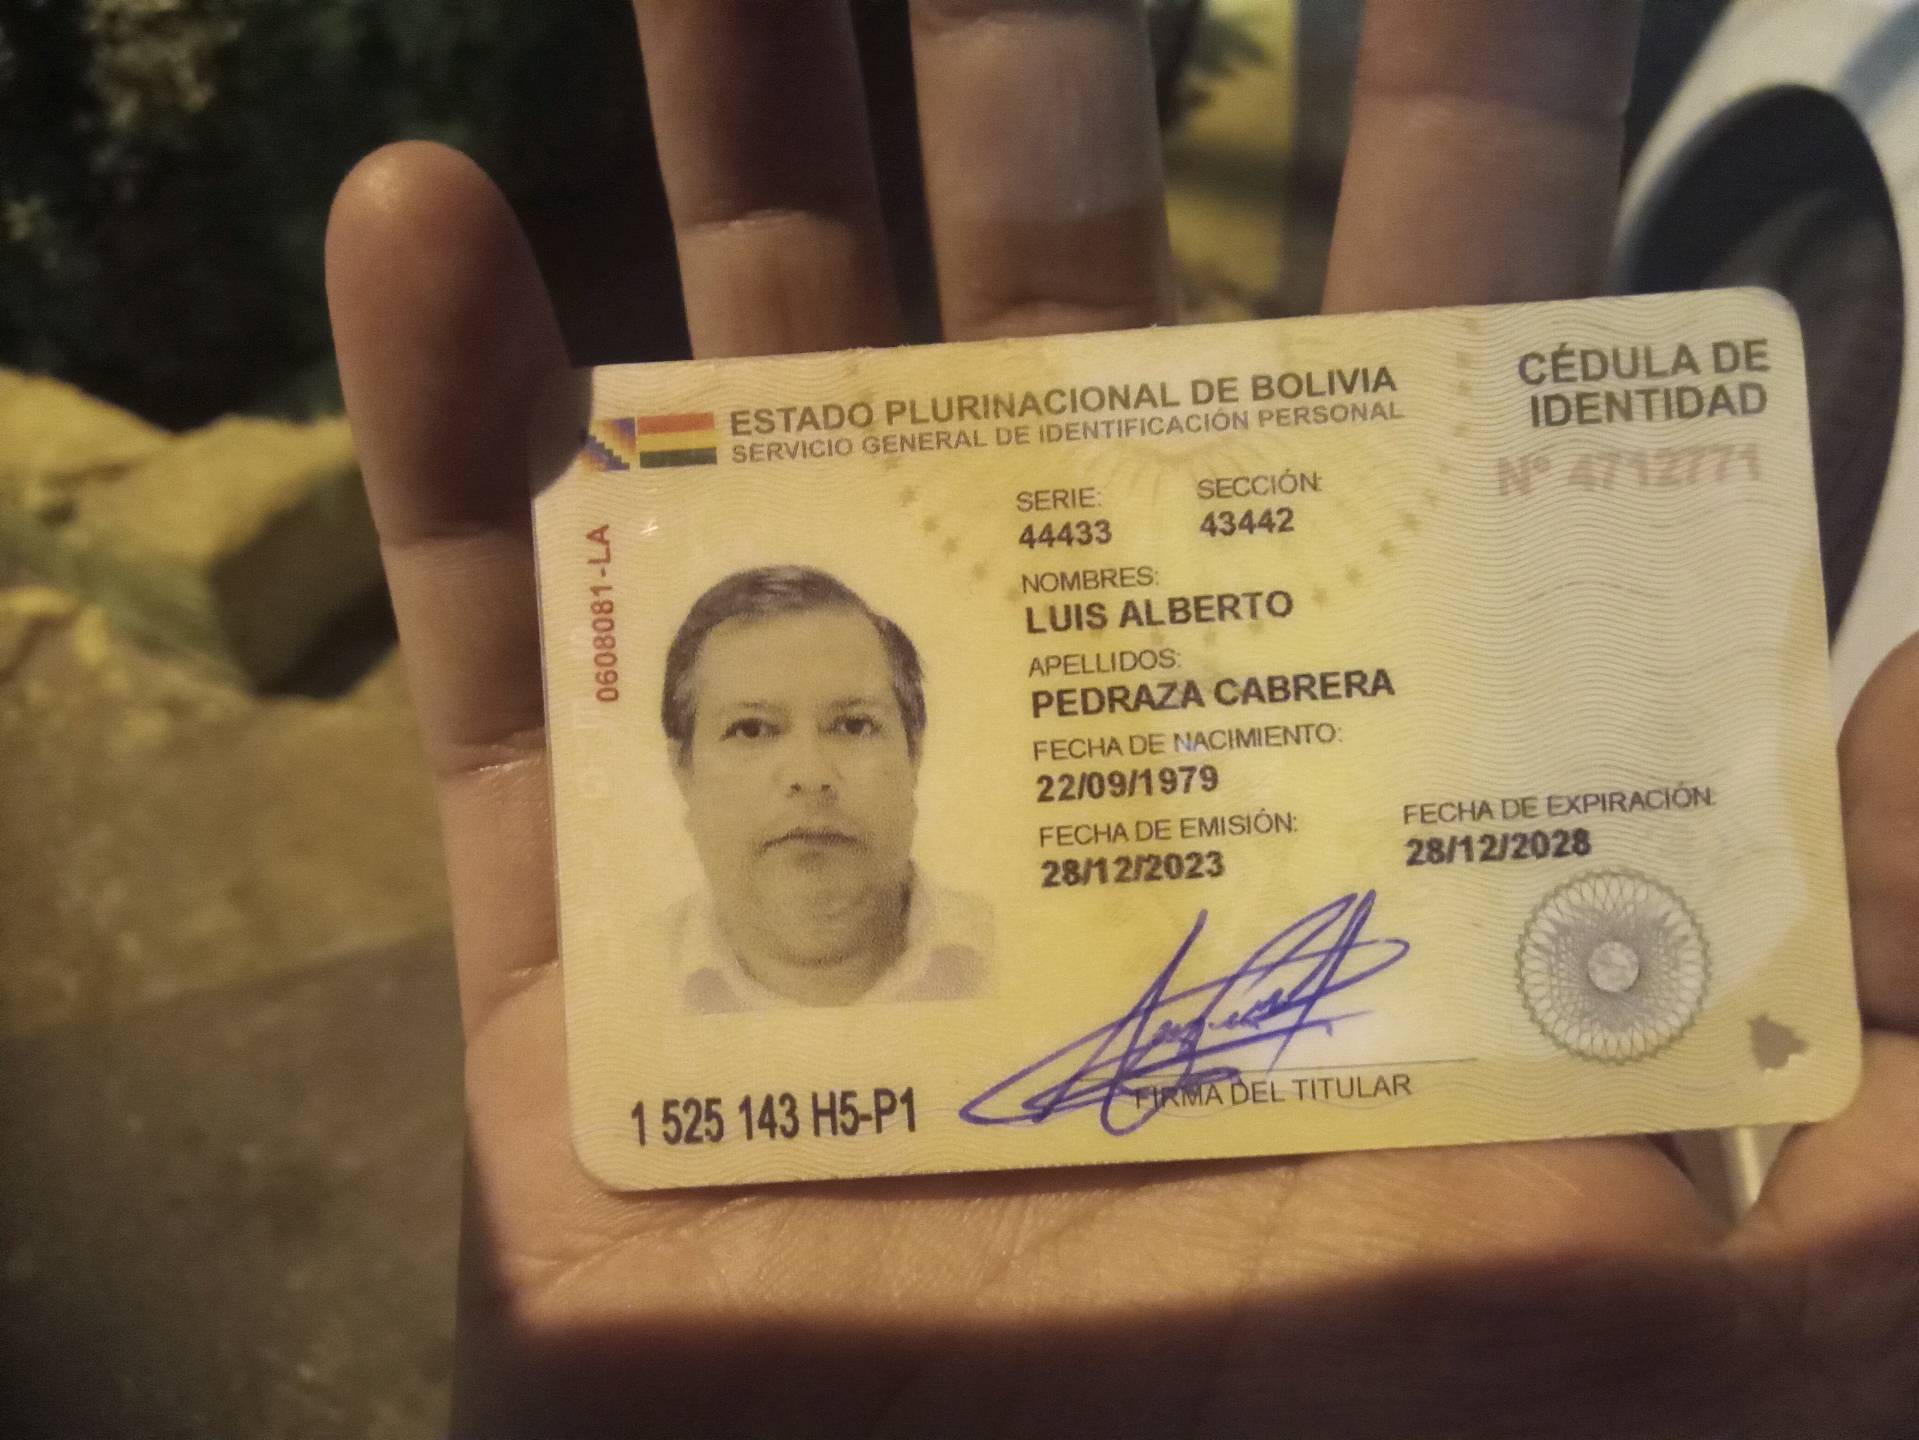 ESTADO PLURINACIONAL DE BOLIVIA
SERVICIO GENERAL DE IDENTIFICACIÓN PERSONAL
CÉDULA DE
IDENTIDAD
N° 4712771
0608081-LA
SERIE: SECCIÓN:
44433 43442
NOMBRES:
LUIS ALBERTO
APELLIDOS:
PEDRAZA CABRERA
FECHA DE NACIMIENTO:
22/09/1979
FECHA DE EMISIÓN: FECHA DE EXPIRACIÓN:
28/12/2023 28/12/2028
FIRMA DEL TITULAR
1 525 143 H5-P1